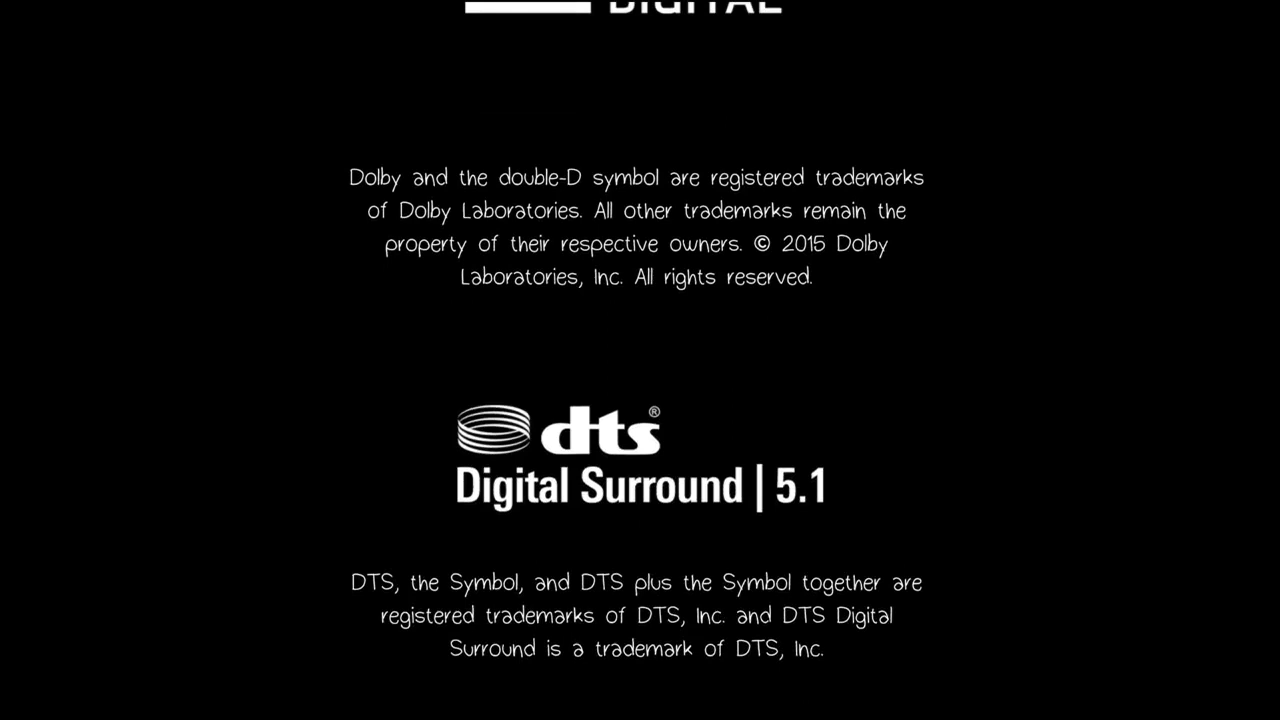 DIGITAL
Dolby and the double-D symbol are registered trademarks
of Dolby Laboratories. All other trademarks remain the
property of their respective owners. © 2015 Dolby
Laboratories, Inc. All rights reserved.
dts®
Digital Surround | 5.1
DTS, the Symbol, and DTS plus the Symbol together are
registered trademarks of DTS, Inc. and DTS Digital
Surround is a trademark of DTS, Inc.